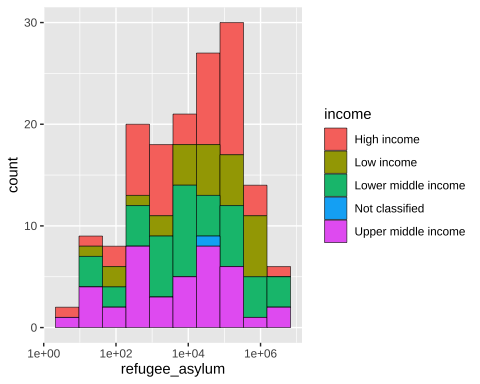 30
20
10
0
count
1e+00 1e+02 1e+04 1e+06
refugee_asylum
income
High income
Low income
Lower middle income
Not classified
Upper middle income